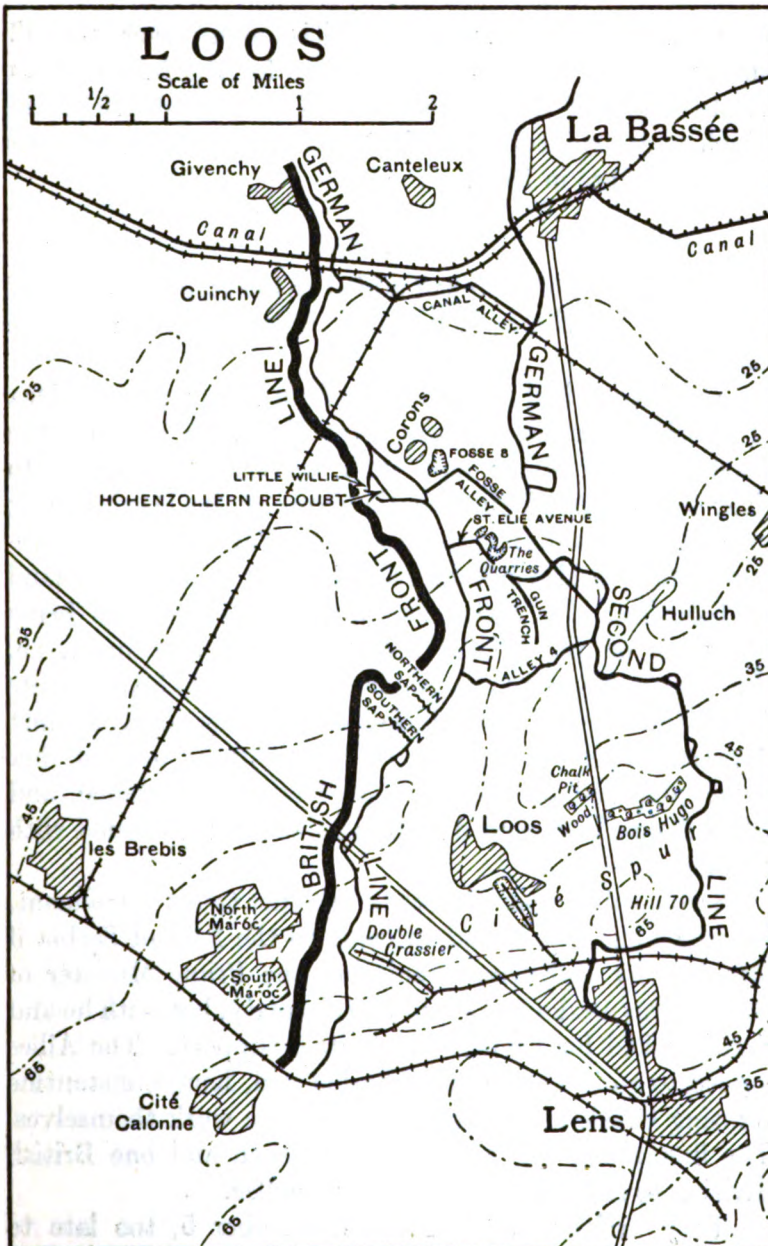 LOOS
Scale of Miles
1 ½ 0 1 2
La Bassée
Givenchy
GERMAN
Canteleux
Canal
Canal
Cuinchy
CANAL ALLEY
LINE
GERMAN
25
25
25
25
Corons
FOSSE 8
LITTLE WILLIE
FOSSE ALLEY
HOHENZOLLERN REDOUBT
ST. ELIE AVENUE
Wingles
The Quarries
FRONT
FRONT
GUN TRENCH
SECOND
Hulluch
35
35
NORTHERN SAP
ALLEY 4
SOUTHERN SAP
45
45
Chalk Pit
Wood
Bois Hugo
Loos
BRITISH
les Brebis
LINE
Cité Spur
Hill 70
65
LINE
North Maroc
South Maroc
Double Crassier
65
45
35
Cité Calonne
Lens
65